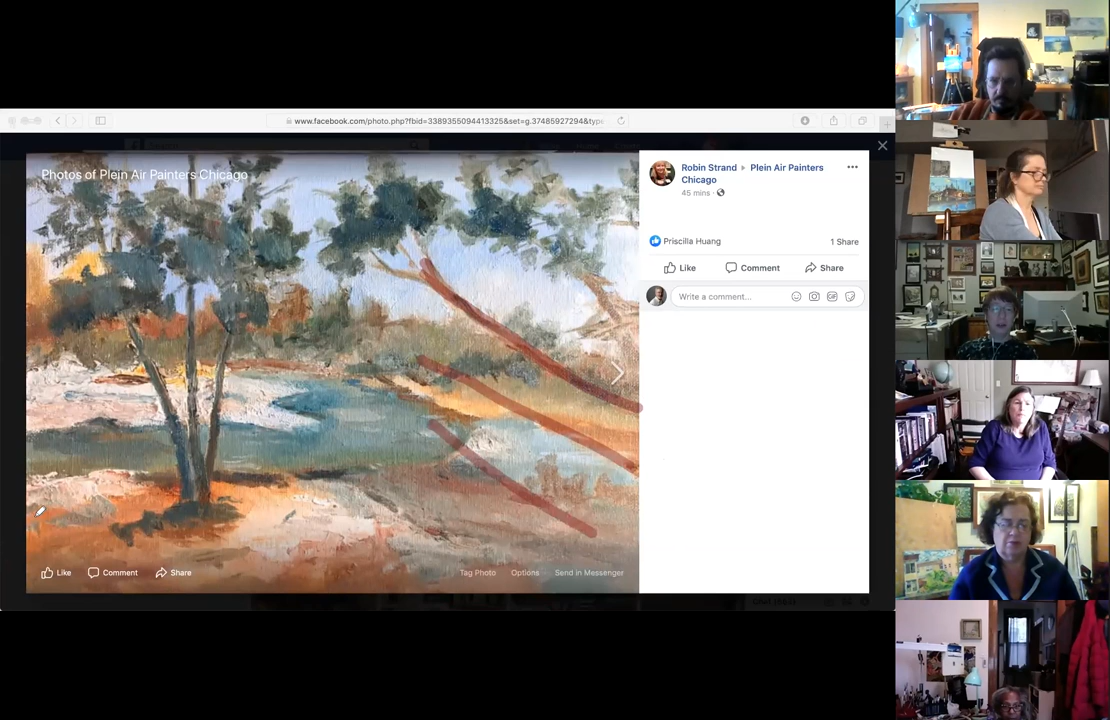 www.facebook.com/photo.php?fbid=3389355094413325&set=g.37485927294&type
Photos of Plein Air Painters Chicago
Robin Strand ▸ Plein Air Painters
Chicago
45 mins
Priscilla Huang
1 Share
Like
Comment
Share
Write a comment...
Like
Comment
Share
Tag Photo
Options
Send in Messenger